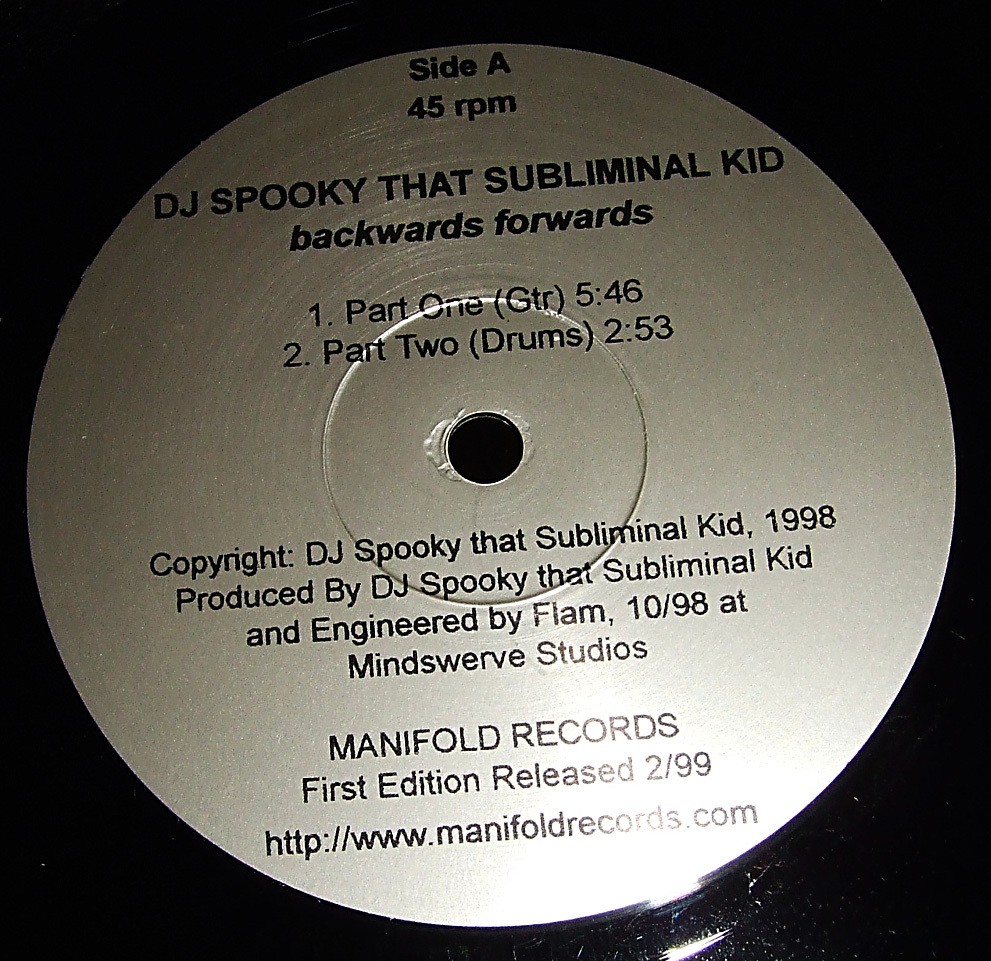 Side A
45 rpm
DJ SPOOKY THAT SUBLIMINAL KID
backwards forwards
1. Part One (Gtr) 5:46
2. Part Two (Drums) 2:53
Copyright: DJ Spooky that Subliminal Kid, 1998
Produced By DJ Spooky that Subliminal Kid
and Engineered by Flam, 10/98 at
Mindswerve Studios
MANIFOLD RECORDS
First Edition Released 2/99
http://www.manifoldrecords.com